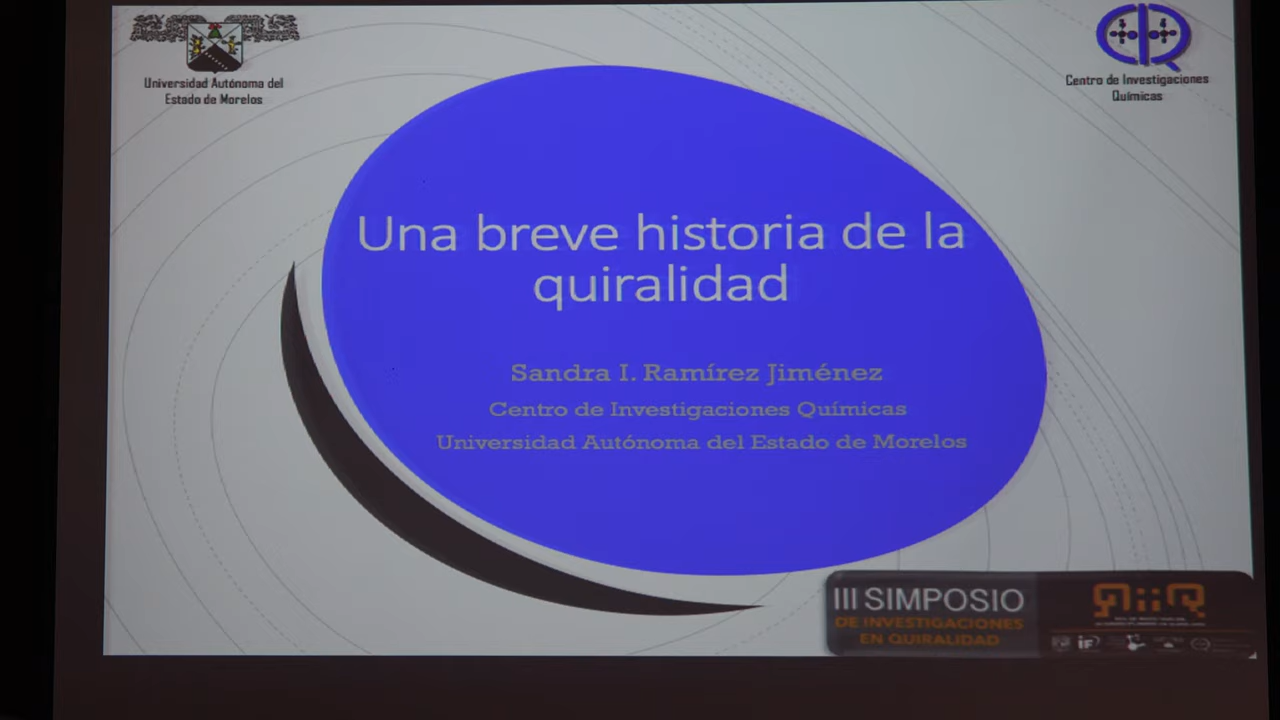 Universidad Autónoma del
Estado de Morelos
Centro de Investigaciones
Químicas
Una breve historia de la
quiralidad
Sandra I. Ramírez Jiménez
Centro de Investigaciones Químicas
Universidad Autónoma del Estado de Morelos
III SIMPOSIO
DE INVESTIGACIONES
EN QUIRALIDAD